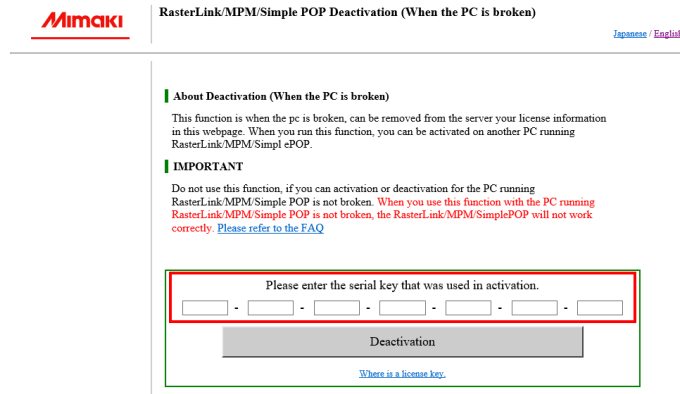 Mimaki
RasterLink/MPM/Simple POP Deactivation (When the PC is broken)
Japanese / English
About Deactivation (When the PC is broken)
This function is when the pc is broken, can be removed from the server your license information
in this webpage. When you run this function, you can be activated on another PC running
RasterLink/MPM/Simpl ePOP.
IMPORTANT
Do not use this function, if you can activation or deactivation for the PC running
RasterLink/MPM/Simple POP is not broken. When you use this function with the PC running
RasterLink/MPM/Simple POP is not broken, the RasterLink/MPM/SimplePOP will not work
correctly. Please refer to the FAQ
Please enter the serial key that was used in activation.
- - - - - -
Deactivation
Where is a license key.